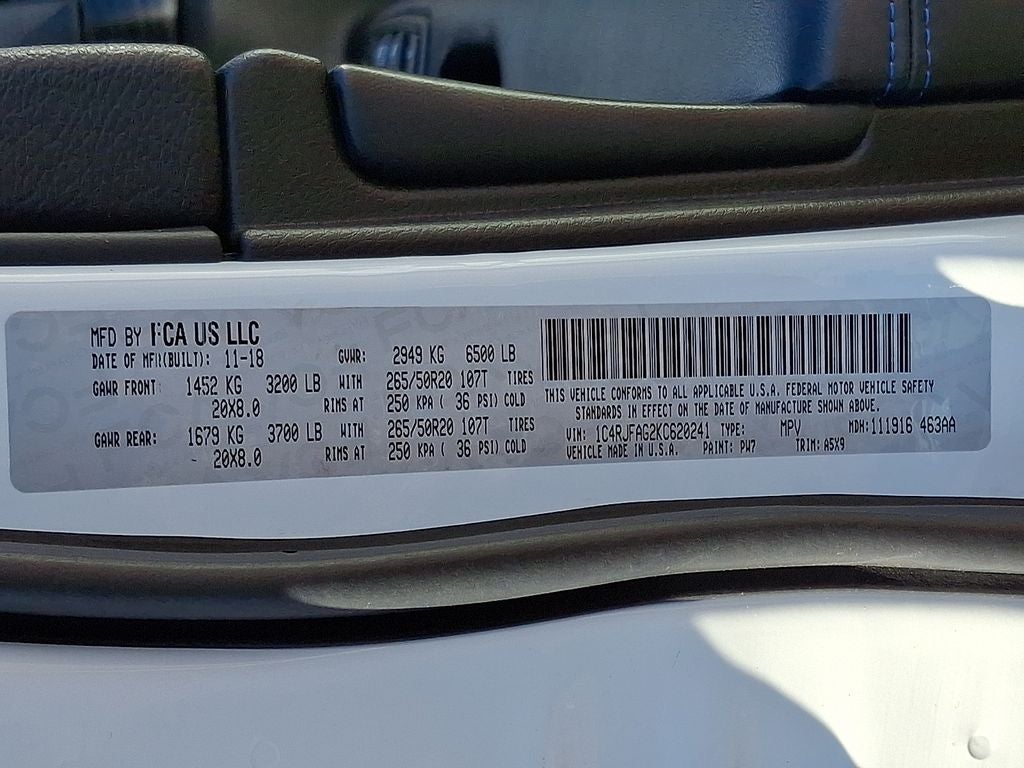 MFD BY FCA US LLC
DATE OF MFR(BUILT): 11-18 GVWR: 2949 KG 6500 LB
GAWR FRONT: 1452 KG 3200 LB WITH 265/50R20 107T TIRES
20X8.0 RIMS AT 250 KPA ( 36 PSI) COLD
GAWR REAR: 1679 KG 3700 LB WITH 265/50R20 107T TIRES
- 20X8.0 RIMS AT 250 KPA ( 36 PSI) COLD
THIS VEHICLE CONFORMS TO ALL APPLICABLE U.S.A. FEDERAL MOTOR VEHICLE SAFETY
STANDARDS IN EFFECT ON THE DATE OF MANUFACTURE SHOWN ABOVE.
VIN: 1C4RJFAG2KC620241 TYPE: MPV MDH:111916 463AA
VEHICLE MADE IN U.S.A. PAINT: PW7 TRIM: A5X9